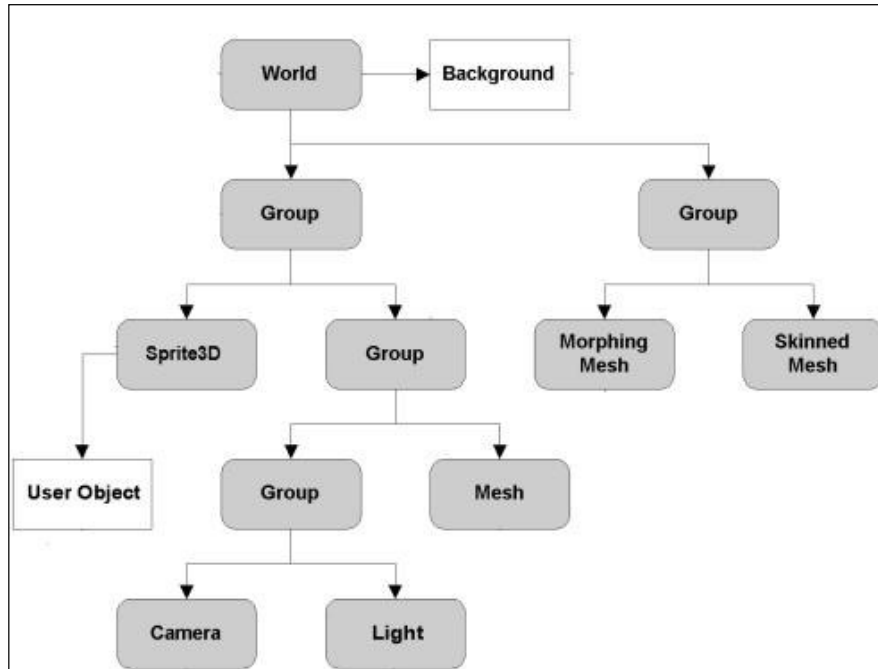 World
Background
Group
Group
Sprite3D
Group
Morphing
Mesh
Skinned
Mesh
User Object
Group
Mesh
Camera
Light